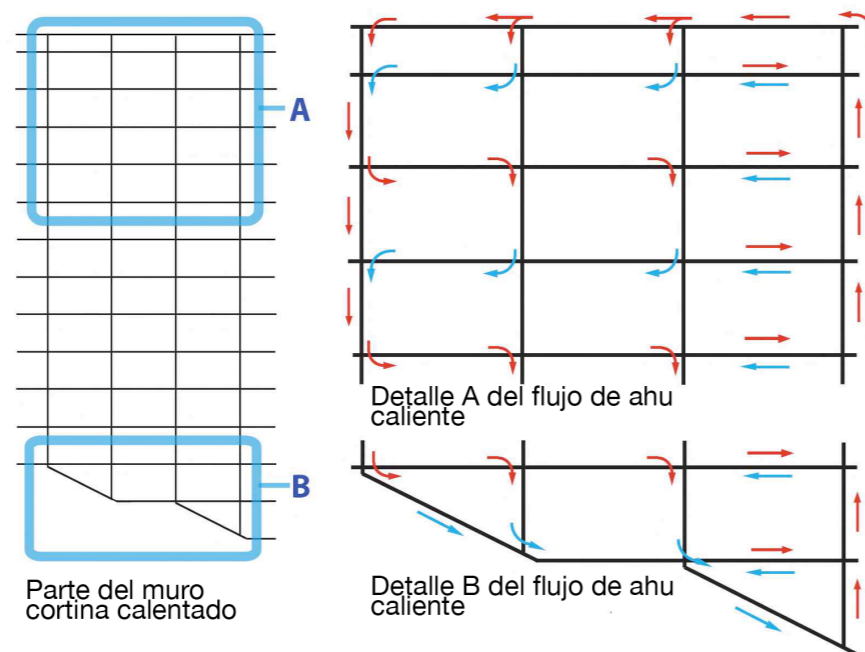 A
B
Parte del muro
cortina calentado
Detalle A del flujo de ahu
caliente
Detalle B del flujo de ahu
caliente